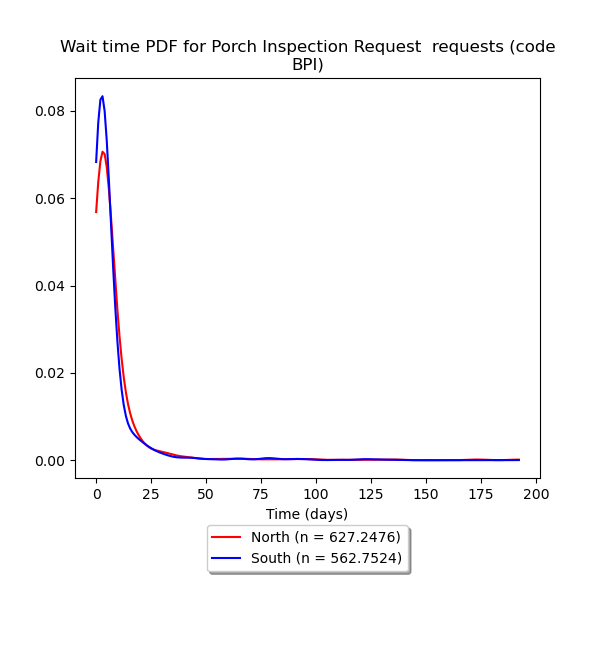 Wait time PDF for Porch Inspection Request  requests (code
BPI)
0.08
0.06
0.04
0.02
0.00
0 25 50 75 100 125 150 175 200
Time (days)
North (n = 627.2476)
South (n = 562.7524)